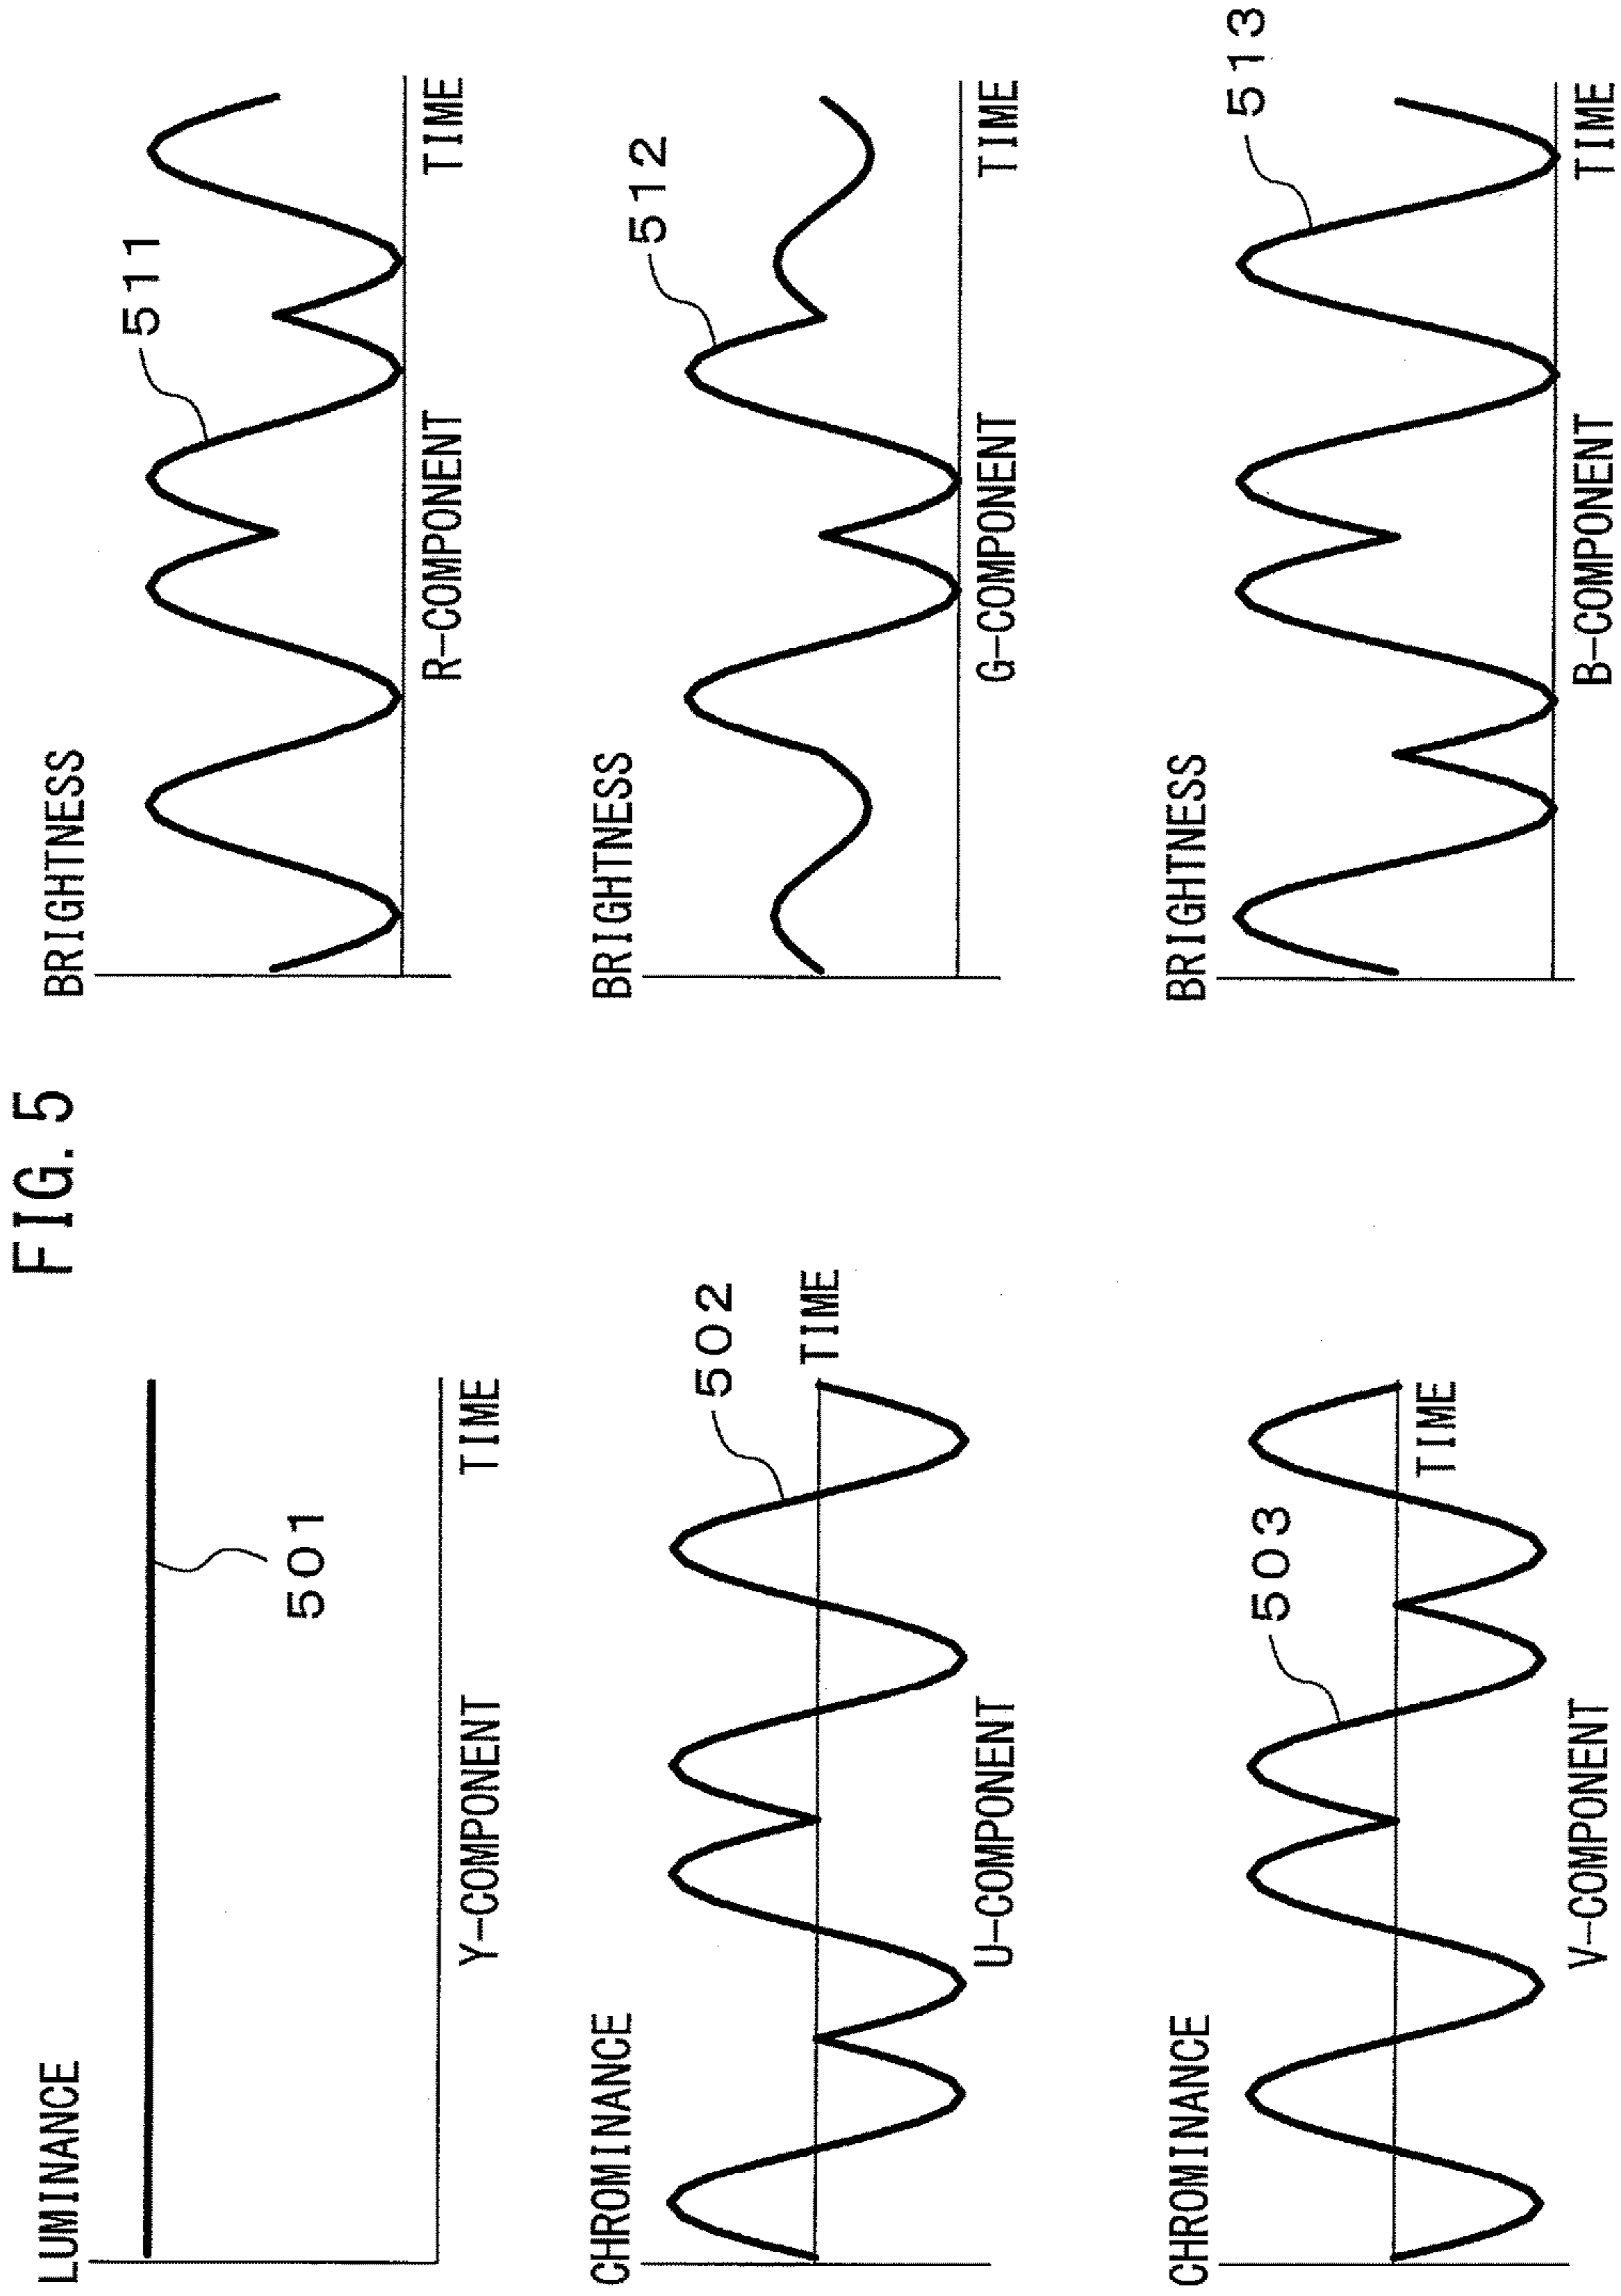 FIG. 5
LUMINANCE
501
TIME
Y-COMPONENT
CHROMINANCE
502
TIME
U-COMPONENT
CHROMINANCE
503
TIME
V-COMPONENT
BRIGHTNESS
511
TIME
R-COMPONENT
BRIGHTNESS
512
TIME
G-COMPONENT
BRIGHTNESS
513
TIME
B-COMPONENT